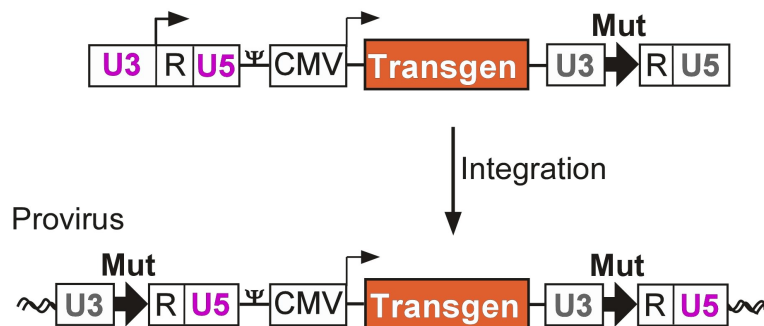 Mut
U3 R U5 Ψ CMV Transgen U3 R U5
Integration
Provirus
Mut Mut
U3 R U5 Ψ CMV Transgen U3 R U5